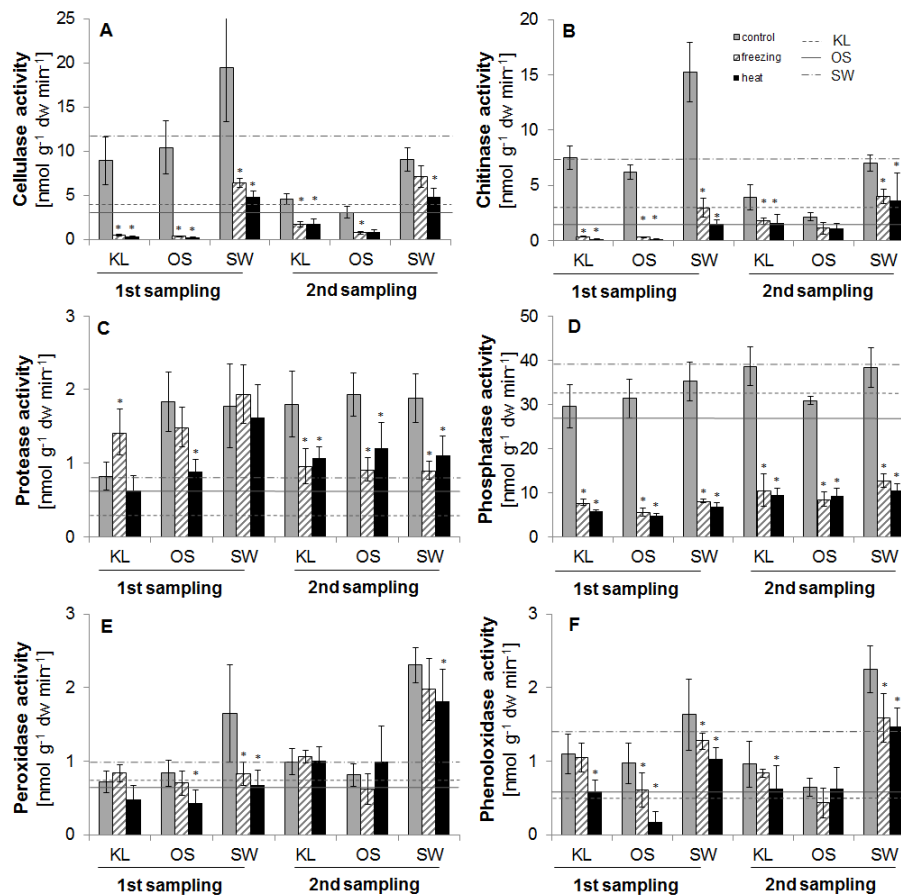 A
Cellulase activity
[nmol g⁻¹ dw min⁻¹]
25
20
15
10
5
0
* * * * * * * * * *
KL OS SW KL OS SW
1st sampling 2nd sampling
B
control
freezing
heat
KL
OS
SW
Chitinase activity
[nmol g⁻¹ dw min⁻¹]
20
15
10
5
0
* * * * * * * * * *
KL OS SW KL OS SW
1st sampling 2nd sampling
C
Protease activity
[nmol g⁻¹ dw min⁻¹]
3
2
1
0
* * * * * * * *
KL OS SW KL OS SW
1st sampling 2nd sampling
D
Phosphatase activity
[nmol g⁻¹ dw min⁻¹]
50
40
30
20
10
0
* * * * * * * * * * * *
KL OS SW KL OS SW
1st sampling 2nd sampling
E
Peroxidase activity
[nmol g⁻¹ dw min⁻¹]
3
2
1
0
* * * *
KL OS SW KL OS SW
1st sampling 2nd sampling
F
Phenoloxidase activity
[nmol g⁻¹ dw min⁻¹]
3
2
1
0
* * * * * * * *
KL OS SW KL OS SW
1st sampling 2nd sampling